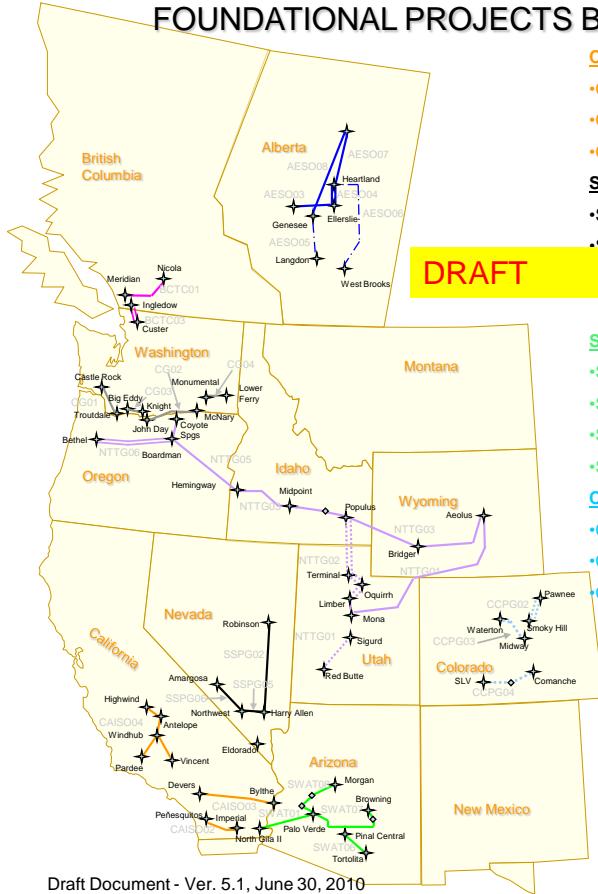 FOUNDATIONAL PROJECTS B
Alberta
AESO07
AESO08
British
Columbia
Heartland
AESO03
AESO04
AESO06
Genesee
Ellerslie
AESO05
Langdon
West Brooks
DRAFT
Nicola
Meridian
BCTC01
Ingledow
BCTC03
Custer
Washington
CG02
CG04
Montana
Castle Rock
Monumental
Lower
Ferry
Big Eddy
CG03
CG01
Knight
Troutdale
McNary
John Day
Coyote
Spgs
Bethel
Boardman
NTTG06
NTTG05
Idaho
Oregon
Hemingway
Midpoint
NTTG03
Populus
Wyoming
Aeolus
NTTG03
Bridger
NTTG02
Terminal
NTTG01
Oquirrh
Limber
Mona
Pawnee
CCPG02
Waterton
Smoky Hill
CCPG03
Midway
Nevada
Robinson
NTTG01
Sigurd
Utah
Colorado
California
SSPG02
Red Butte
SLV
Comanche
CCPG04
Amargosa
SSPG05
SSPG06
Highwind
Northwest
Harry Allen
Antelope
CAISO04
Windhub
Eldorado
Pardee
Vincent
Arizona
Devers
SWAT08
Morgan
Bylthe
Browning
CAISO03
SWAT01
SWAT07
New Mexico
Peñesquitos
Imperial
CAISO02
North Gila II
Palo Verde
Pinal Central
SWAT06
Tortolita
Draft Document - Ver. 5.1, June 30, 2010